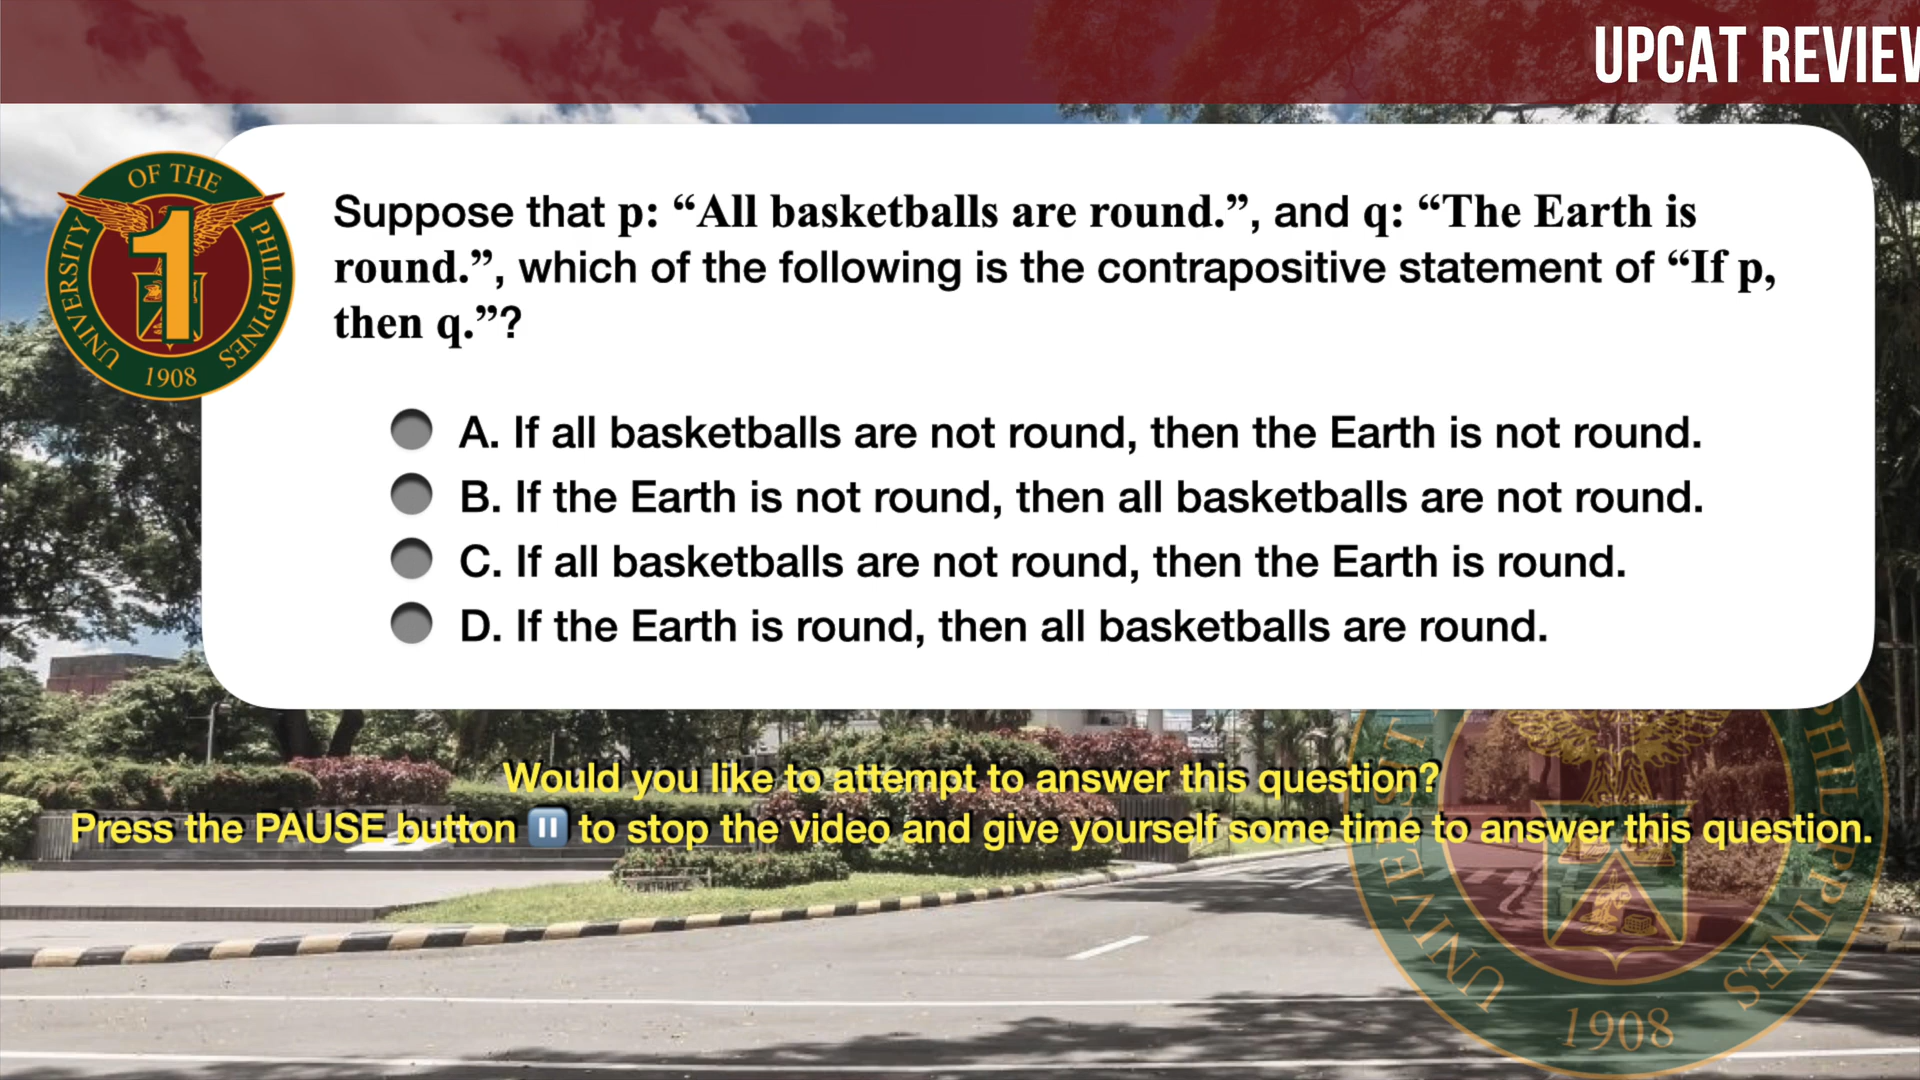 UPCAT REVIEW
OF THE
UNIVERSITY
PHILIPPINES
1
1908
Suppose that p: “All basketballs are round.”, and q: “The Earth is
round.”, which of the following is the contrapositive statement of “If p,
then q.”?
A. If all basketballs are not round, then the Earth is not round.
B. If the Earth is not round, then all basketballs are not round.
C. If all basketballs are not round, then the Earth is round.
D. If the Earth is round, then all basketballs are round.
Would you like to attempt to answer this question?
Press the PAUSE button ⏸️ to stop the video and give yourself some time to answer this question.
ENTRANCE
1908